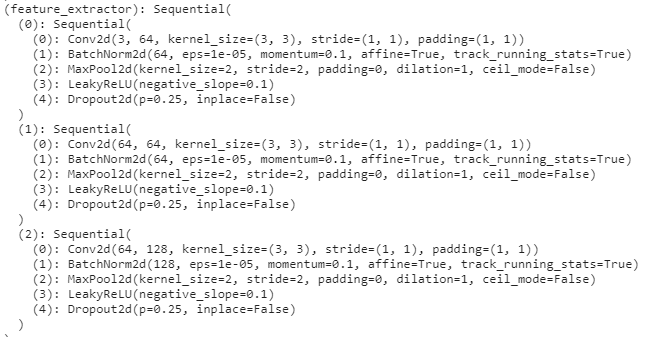 (feature_extractor): Sequential(
  (0): Sequential(
    (0): Conv2d(3, 64, kernel_size=(3, 3), stride=(1, 1), padding=(1, 1))
    (1): BatchNorm2d(64, eps=1e-05, momentum=0.1, affine=True, track_running_stats=True)
    (2): MaxPool2d(kernel_size=2, stride=2, padding=0, dilation=1, ceil_mode=False)
    (3): LeakyReLU(negative_slope=0.1)
    (4): Dropout2d(p=0.25, inplace=False)
  )
  (1): Sequential(
    (0): Conv2d(64, 64, kernel_size=(3, 3), stride=(1, 1), padding=(1, 1))
    (1): BatchNorm2d(64, eps=1e-05, momentum=0.1, affine=True, track_running_stats=True)
    (2): MaxPool2d(kernel_size=2, stride=2, padding=0, dilation=1, ceil_mode=False)
    (3): LeakyReLU(negative_slope=0.1)
    (4): Dropout2d(p=0.25, inplace=False)
  )
  (2): Sequential(
    (0): Conv2d(64, 128, kernel_size=(3, 3), stride=(1, 1), padding=(1, 1))
    (1): BatchNorm2d(128, eps=1e-05, momentum=0.1, affine=True, track_running_stats=True)
    (2): MaxPool2d(kernel_size=2, stride=2, padding=0, dilation=1, ceil_mode=False)
    (3): LeakyReLU(negative_slope=0.1)
    (4): Dropout2d(p=0.25, inplace=False)
  )
)